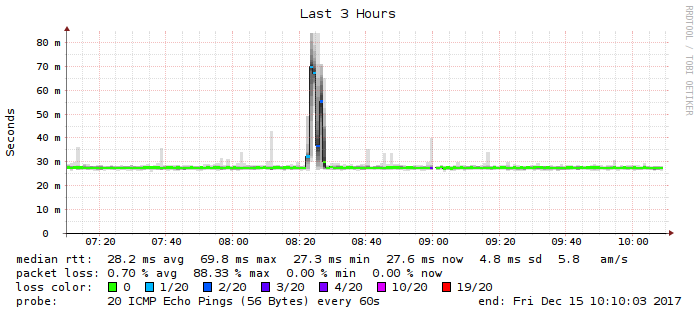 Last 3 Hours
RRDTOOL / TOBI OETIKER
Seconds
80 m
70 m
60 m
50 m
40 m
30 m
20 m
10 m
0
07:20 07:40 08:00 08:20 08:40 09:00 09:20 09:40 10:00
median rtt: 28.2 ms avg 69.8 ms max 27.3 ms min 27.6 ms now 4.8 ms sd 5.8 am/s
packet loss: 0.70 % avg 88.33 % max 0.00 % min 0.00 % now
loss color: 0 1/20 2/20 3/20 4/20 10/20 19/20
probe: 20 ICMP Echo Pings (56 Bytes) every 60s end: Fri Dec 15 10:10:03 2017